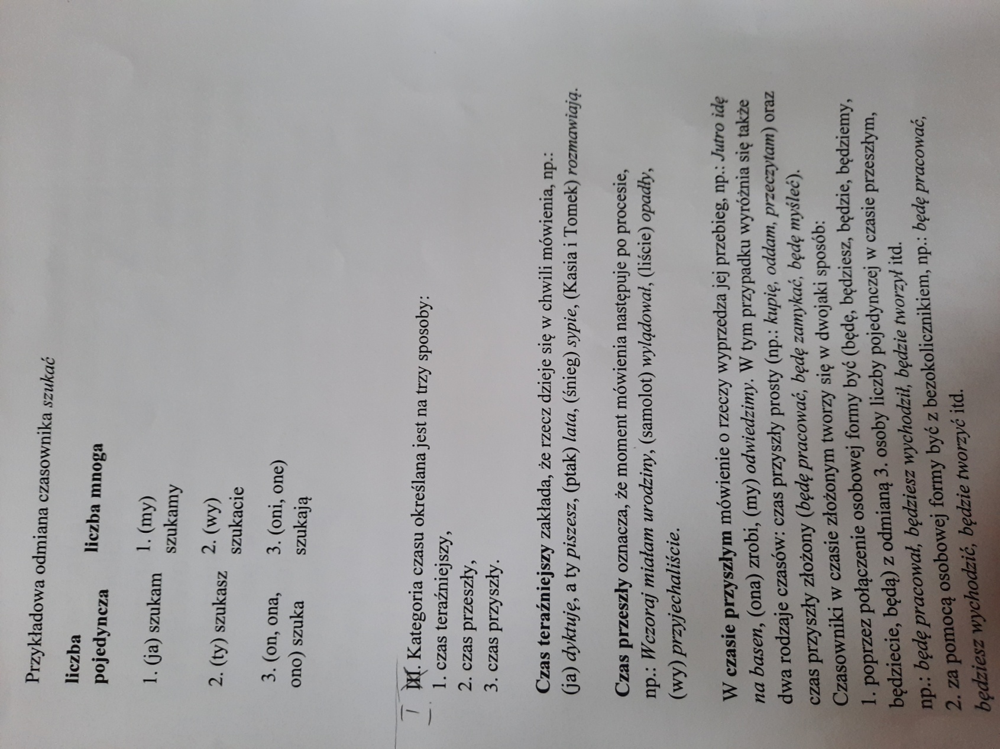 Przykładowa odmiana czasownika szukać
liczba pojedyncza liczba mnoga
1. (ja) szukam 1. (my) szukamy
2. (ty) szukasz 2. (wy) szukacie
3. (on, ona, ono) szuka 3. (oni, one) szukają
I. Kategoria czasu określana jest na trzy sposoby:
1. czas teraźniejszy,
2. czas przeszły,
3. czas przyszły.
Czas teraźniejszy zakłada, że rzecz dzieje się w chwili mówienia, np.:
(ja) dyktuję, a ty piszesz, (ptak) lata, (śnieg) sypie, (Kasia i Tomek) rozmawiają.
Czas przeszły oznacza, że moment mówienia następuje po procesie,
np.: Wczoraj miałam urodziny, (samolot) wylądował, (liście) opadły,
(wy) przyjechaliście.
W czasie przyszłym mówienie o rzeczy wyprzedza jej przebieg, np.: Jutro idę
na basen, (ona) zrobi, (my) odwiedzimy. W tym przypadku wyróżnia się także
dwa rodzaje czasów: czas przyszły prosty (np.: kupię, oddam, przeczytam) oraz
czas przyszły złożony (będę pracować, będę zamykać, będę myśleć).
Czasowniki w czasie złożonym tworzy się w dwojaki sposób:
1. poprzez połączenie osobowej formy być (będę, będziesz, będzie, będziemy,
będziecie, będą) z odmianą 3. osoby liczby pojedynczej w czasie przeszłym,
np.: będę pracował, będziesz wychodził, będzie tworzył itd.
2. za pomocą osobowej formy być z bezokolicznikiem, np.: będę pracować,
będziesz wychodzić, będzie tworzyć itd.